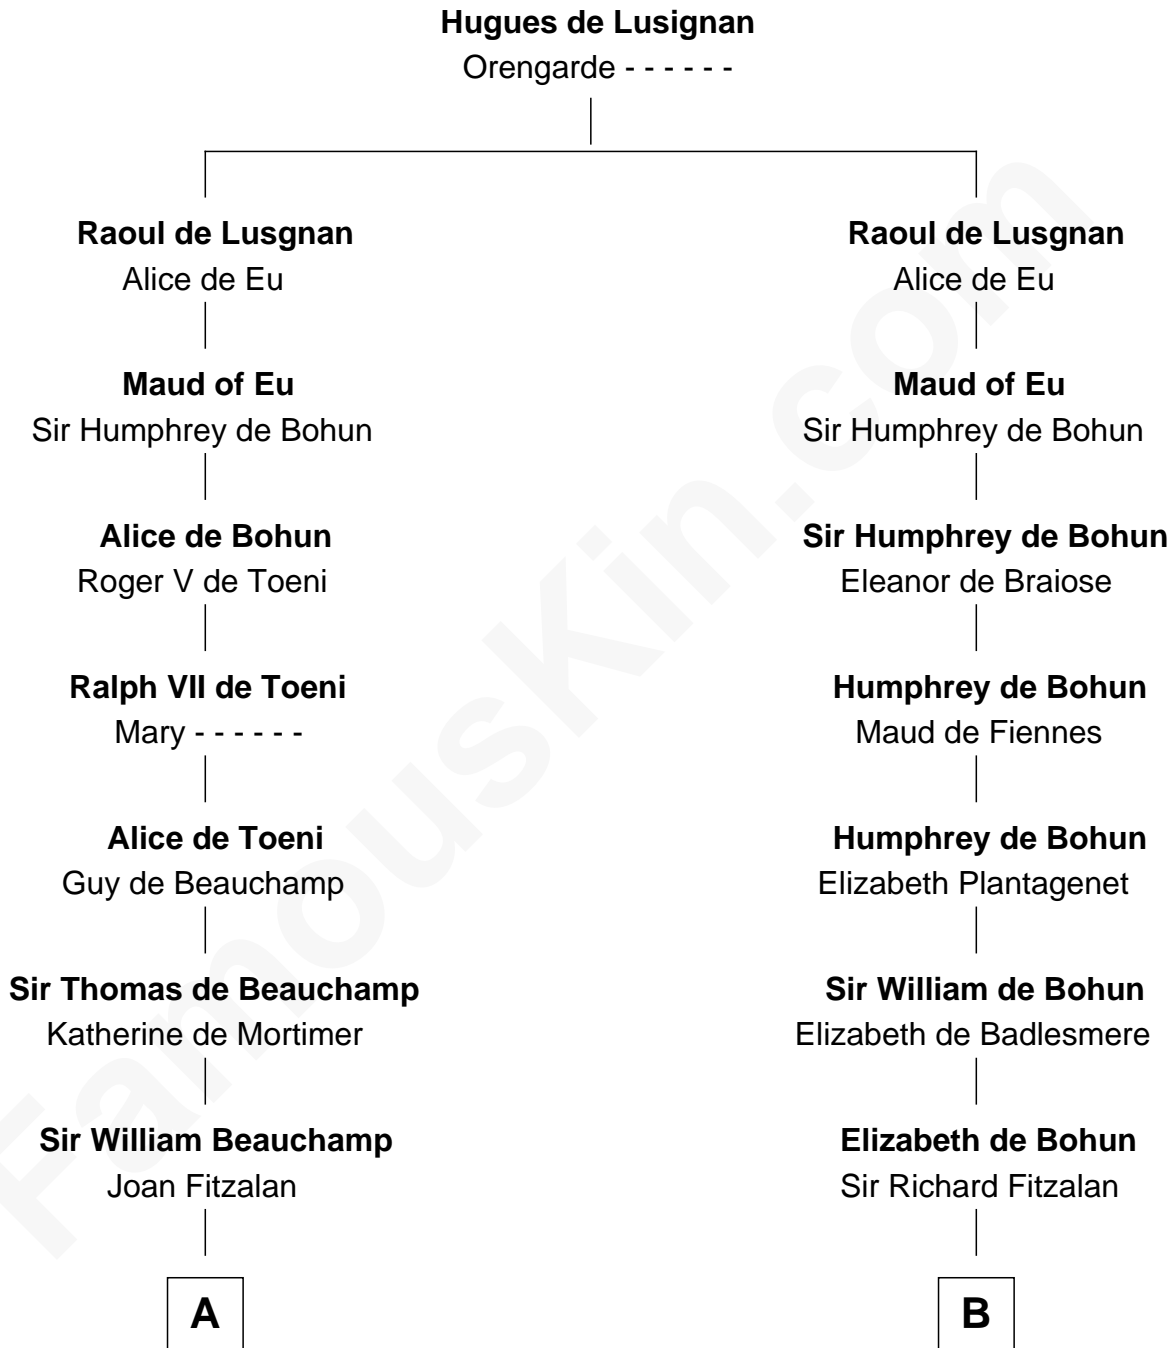 Hugues de Lusignan
Orengarde - - - - - -
Raoul de Lusgnan
Alice de Eu
Raoul de Lusgnan
Alice de Eu
Maud of Eu
Sir Humphrey de Bohun
Maud of Eu
Sir Humphrey de Bohun
Alice de Bohun
Roger V de Toeni
Sir Humphrey de Bohun
Eleanor de Braiose
Ralph VII de Toeni
Mary - - - - - -
Humphrey de Bohun
Maud de Fiennes
Alice de Toeni
Guy de Beauchamp
Humphrey de Bohun
Elizabeth Plantagenet
Sir Thomas de Beauchamp
Katherine de Mortimer
Sir William de Bohun
Elizabeth de Badlesmere
Sir William Beauchamp
Joan Fitzalan
Elizabeth de Bohun
Sir Richard Fitzalan
A
B
FamousKin.com